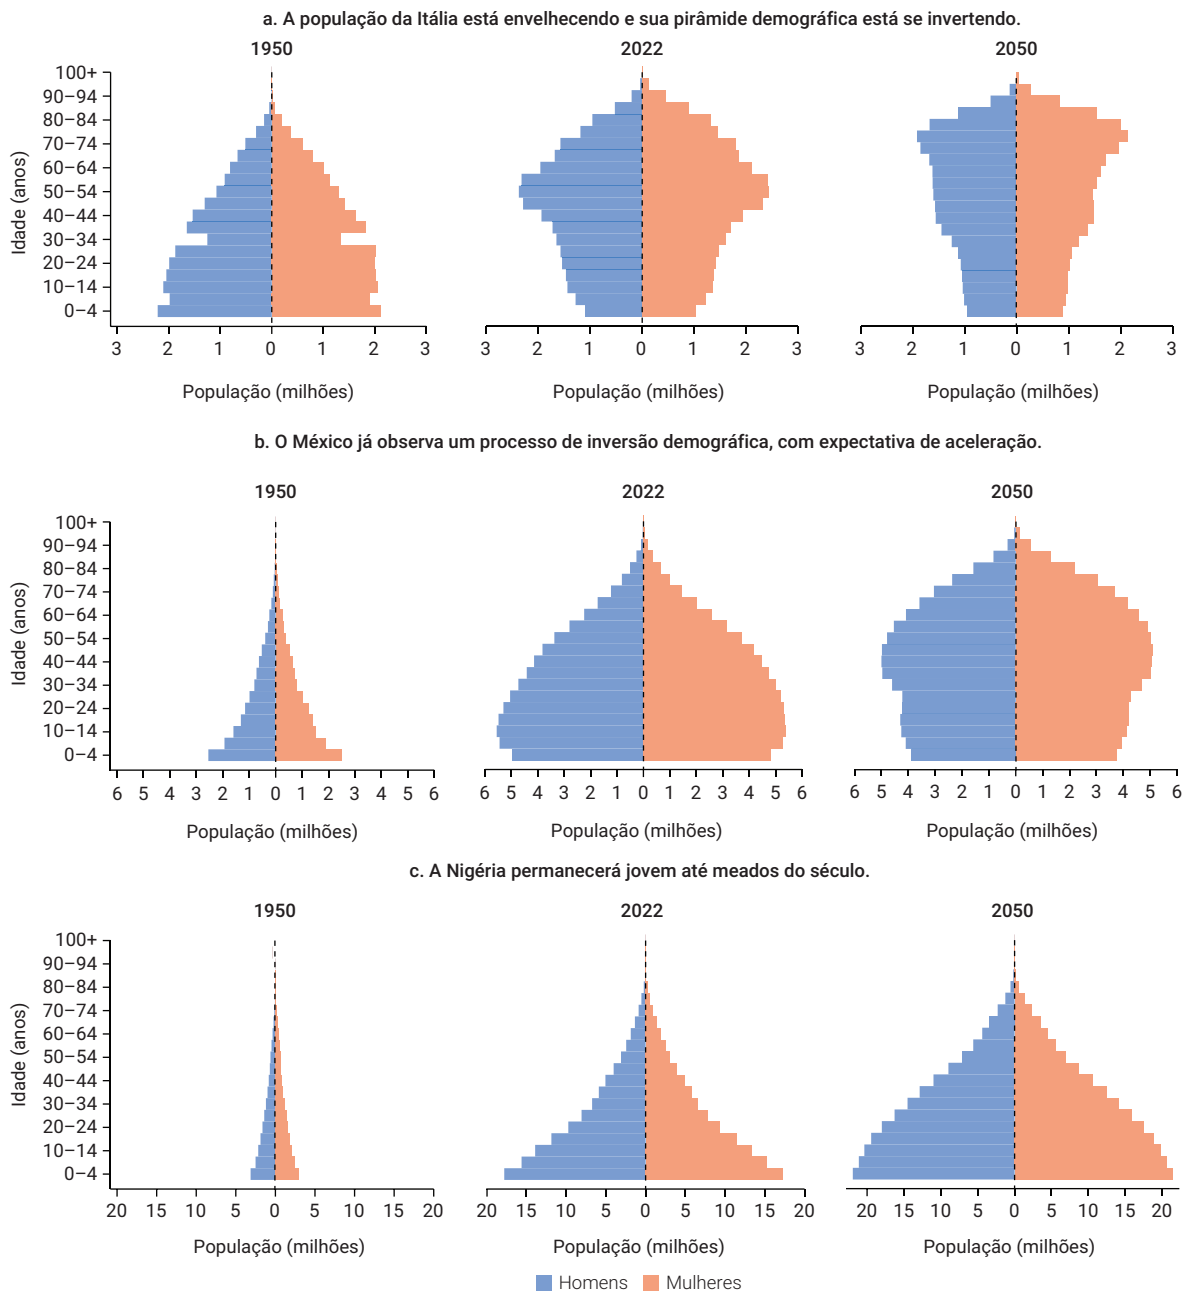 a. A população da Itália está envelhecendo e sua pirâmide demográfica está se invertendo.
1950 2022 2050
Idade (anos)
100+
90–94
80–84
70–74
60–64
50–54
40–44
30–34
20–24
10–14
0–4
3 2 1 0 1 2 3 3 2 1 0 1 2 3 3 2 1 0 1 2 3
População (milhões) População (milhões) População (milhões)
b. O México já observa um processo de inversão demográfica, com expectativa de aceleração.
1950 2022 2050
Idade (anos)
100+
90–94
80–84
70–74
60–64
50–54
40–44
30–34
20–24
10–14
0–4
6 5 4 3 2 1 0 1 2 3 4 5 6 6 5 4 3 2 1 0 1 2 3 4 5 6 6 5 4 3 2 1 0 1 2 3 4 5 6
População (milhões) População (milhões) População (milhões)
c. A Nigéria permanecerá jovem até meados do século.
1950 2022 2050
Idade (anos)
100+
90–94
80–84
70–74
60–64
50–54
40–44
30–34
20–24
10–14
0–4
20 15 10 5 0 5 10 15 20 20 15 10 5 0 5 10 15 20 20 15 10 5 0 5 10 15 20
População (milhões) População (milhões) População (milhões)
Homens Mulheres